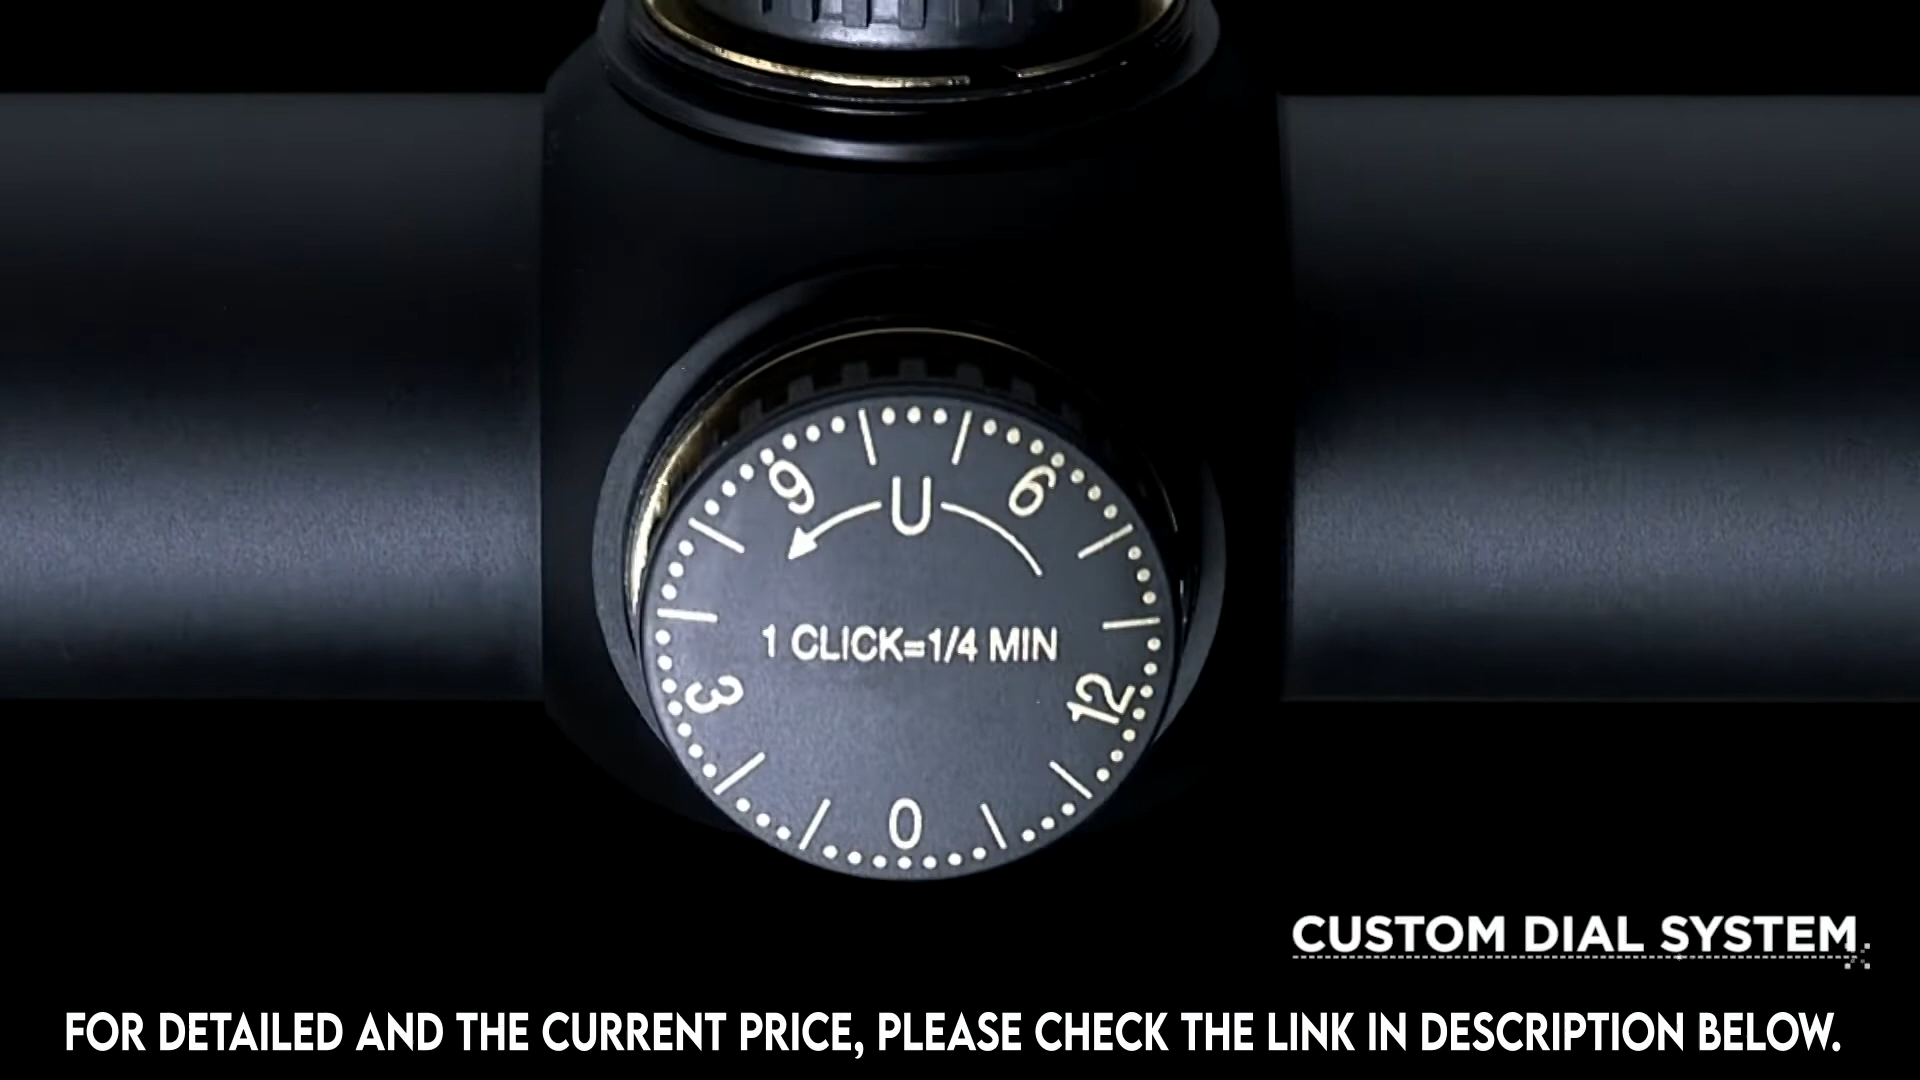 9 U 6
1 CLICK=1/4 MIN
3 12
0
CUSTOM DIAL SYSTEM
FOR DETAILED AND THE CURRENT PRICE, PLEASE CHECK THE LINK IN DESCRIPTION BELOW.